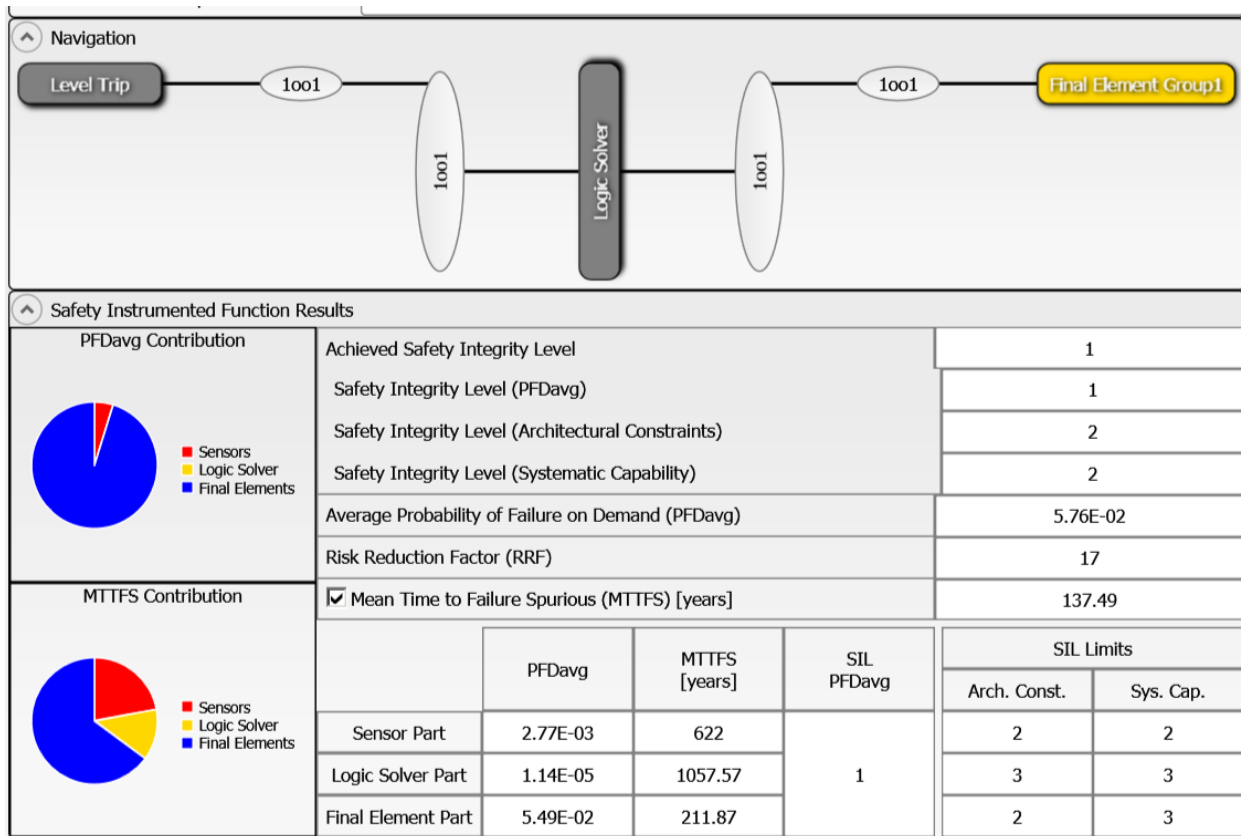 Navigation
Level Trip
1oo1
1oo1
Logic Solver
1oo1
1oo1
Final Element Group1
Safety Instrumented Function Results
PFDavg Contribution
Sensors
Logic Solver
Final Elements
MTTFS Contribution
Sensors
Logic Solver
Final Elements
Achieved Safety Integrity Level 1
Safety Integrity Level (PFDavg) 1
Safety Integrity Level (Architectural Constraints) 2
Safety Integrity Level (Systematic Capability) 2
Average Probability of Failure on Demand (PFDavg) 5.76E-02
Risk Reduction Factor (RRF) 17
Mean Time to Failure Spurious (MTTFS) [years] 137.49
PFDavg MTTFS [years] SIL PFDavg SIL Limits
Arch. Const. Sys. Cap.
Sensor Part 2.77E-03 622 2 2
Logic Solver Part 1.14E-05 1057.57 1 3 3
Final Element Part 5.49E-02 211.87 2 3